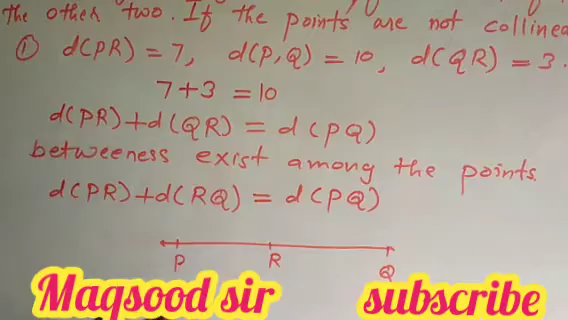 the other two. If the points are not collinea
① d(PR) = 7, d(P,Q) = 10, d(QR) = 3.
7+3 = 10
d(PR)+d(QR) = d(PQ)
betweeness exist among the points.
d(PR)+d(RQ) = d(PQ)
P R Q
Maqsood sir subscribe